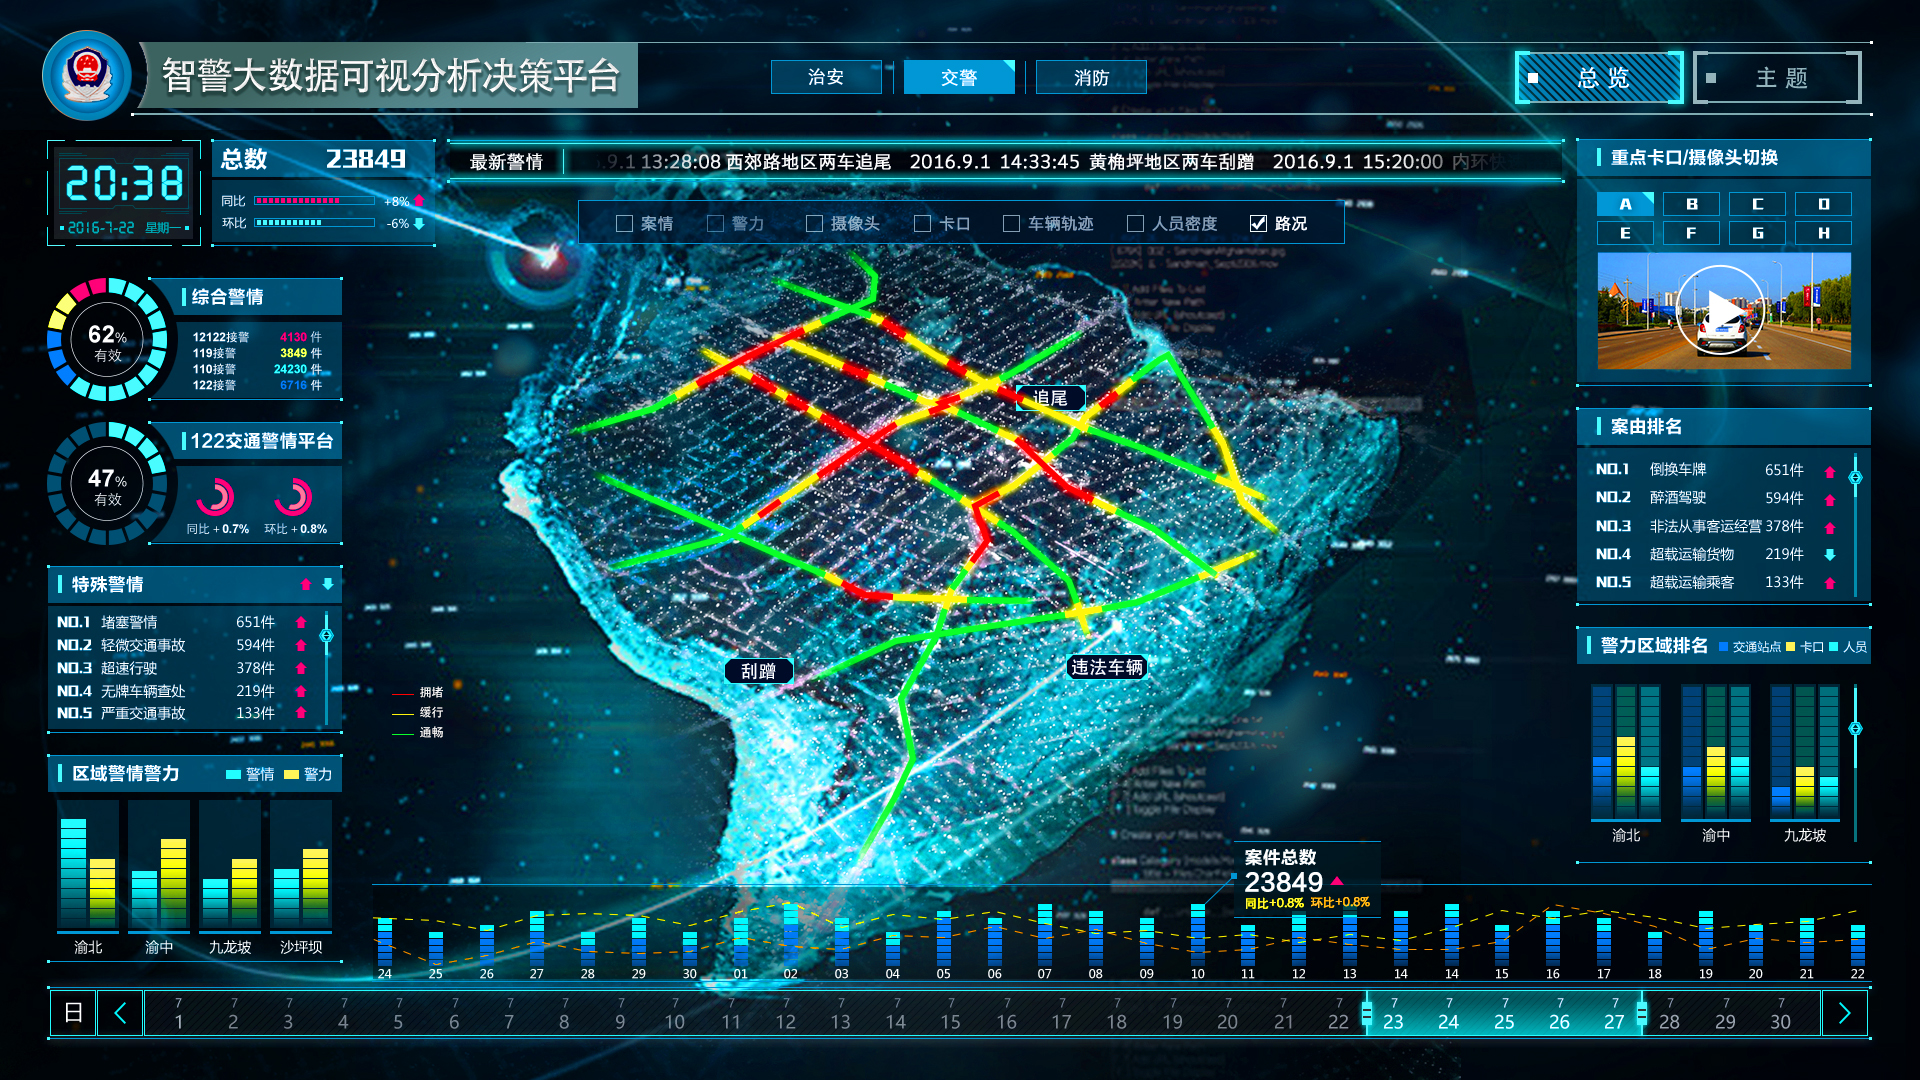 智警大数据可视分析决策平台
治安
交警
消防
总览
主题
20:38
2016-7-22 星期一
总数 23849
同比 +8%
环比 -6%
最新警情
.9.1 13:28:08 西郊路地区两车追尾 2016.9.1 14:33:45 黄桷坪地区两车刮蹭 2016.9.1 15:20:00 内环快
案情 警力 摄像头 卡口 车辆轨迹 人员密度 路况
62%
有效
综合警情
12122接警 4130 件
119接警 3849 件
110接警 24230 件
122接警 6716 件
47%
有效
122交通警情平台
同比 +0.7% 环比 +0.8%
特殊警情
NO.1 堵塞警情 651件
NO.2 轻微交通事故 594件
NO.3 超速行驶 378件
NO.4 无牌车辆查处 219件
NO.5 严重交通事故 133件
区域警情警力 警情 警力
渝北 渝中 九龙坡 沙坪坝
追尾
刮蹭
违法车辆
拥堵
缓行
通畅
重点卡口/摄像头切换
A B C D
E F G H
案由排名
NO.1 倒换车牌 651件
NO.2 醉酒驾驶 594件
NO.3 非法从事客运经营 378件
NO.4 超载运输货物 219件
NO.5 超载运输乘客 133件
警力区域排名 交通站点 卡口 人员
渝北 渝中 九龙坡
案件总数
23849
同比+0.8% 环比+0.8%
24 25 26 27 28 29 30 01 02 03 04 05 06 07 08 09 10 11 12 13 14 14 15 16 17 18 19 20 21 22
日
7 7 7 7 7 7 7 7 7 7 7 7 7 7 7 7 7 7 7 7 7 7 7 7 7 7 7 7 7 7
1 2 3 4 5 6 7 8 9 10 11 12 13 14 15 16 17 18 19 20 21 22 23 24 25 26 27 28 29 30